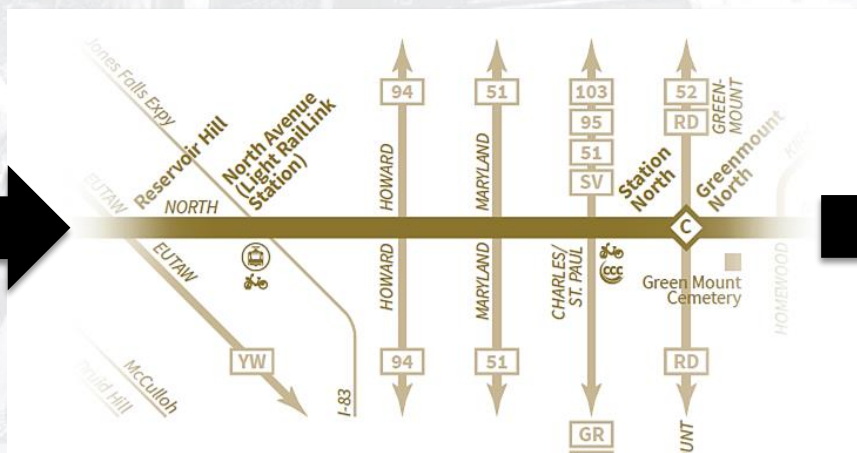 Jones Falls Expy
EUTAW
Reservoir Hill
NORTH
North Avenue
(Light RailLink
Station)
EUTAW
YW
McCulloh
Druid Hill
I-83
94
HOWARD
HOWARD
94
51
MARYLAND
MARYLAND
51
103
95
51
SV
CHARLES/
ST. PAUL
CCC
GR
Station
North
52
RD
GREEN-
MOUNT
Greenmount
North
C
Green Mount
Cemetery
RD
UNT
HOMEWOOD